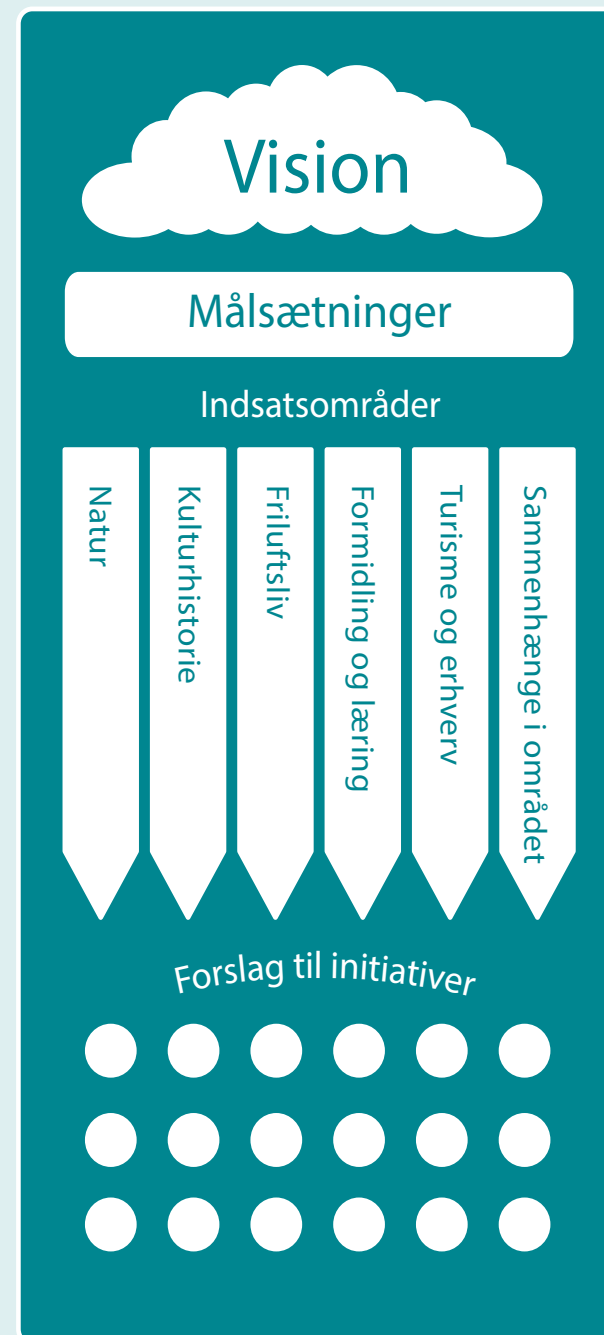 Vision
Målsætninger
Indsatsområder
Natur
Kulturhistorie
Friluftsliv
Formidling og læring
Turisme og erhverv
Sammenhænge i området
Forslag til initiativer